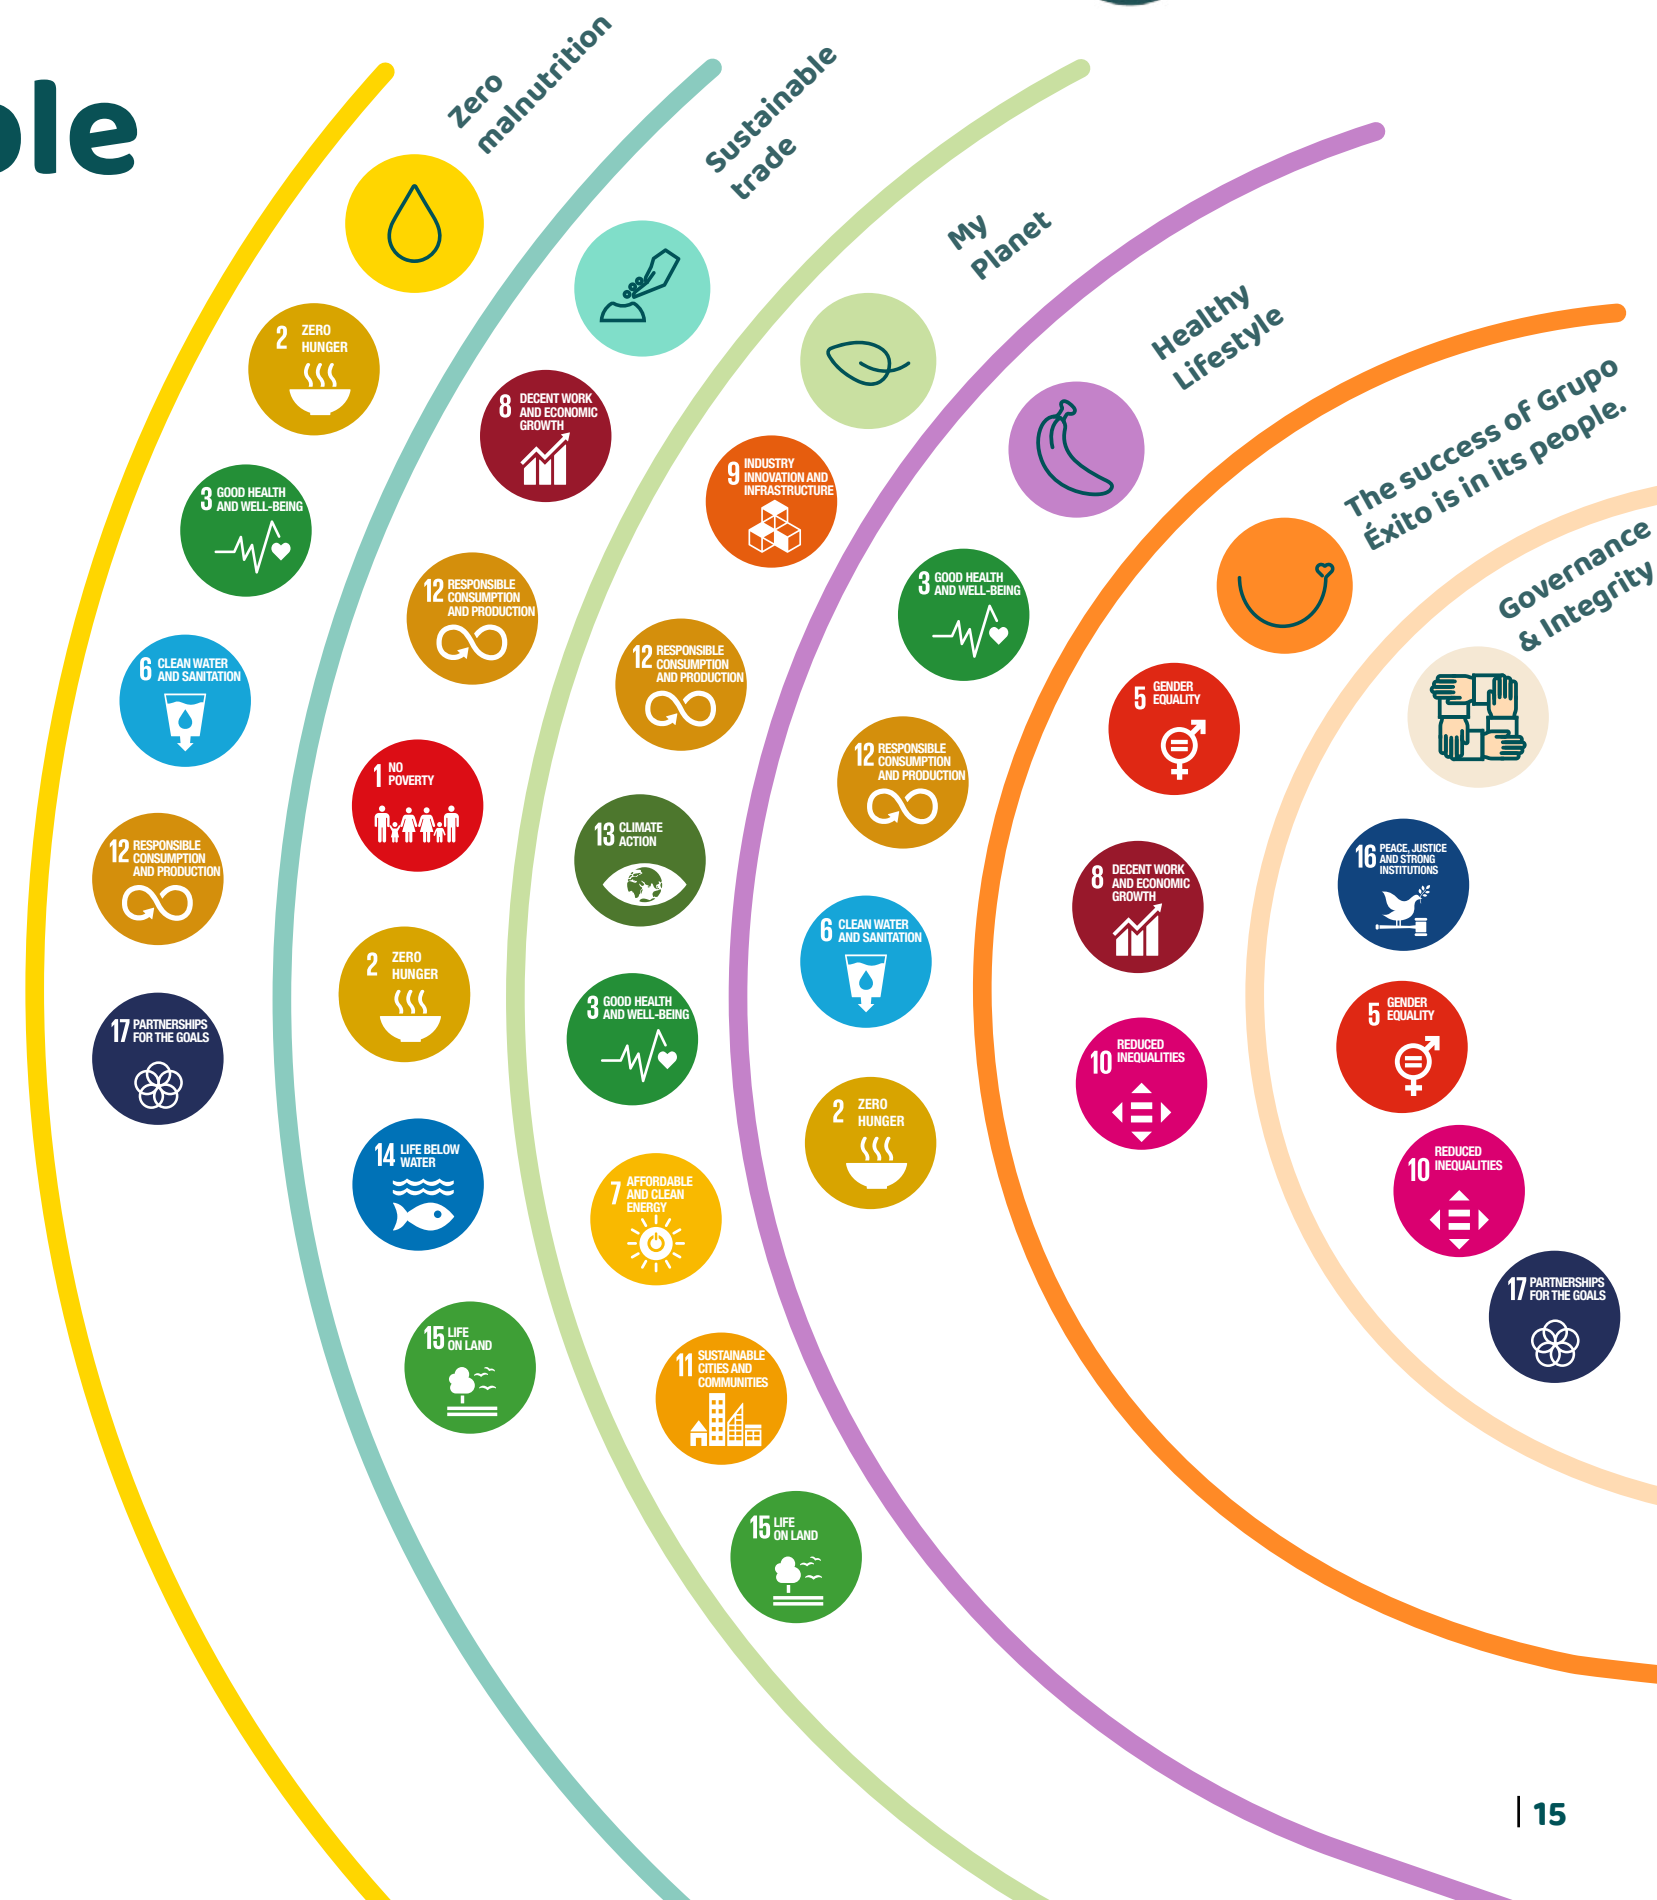 ble
Zero
malnutrition
2 ZERO
HUNGER
3 GOOD HEALTH
AND WELL-BEING
6 CLEAN WATER
AND SANITATION
12 RESPONSIBLE
CONSUMPTION
AND PRODUCTION
17 PARTNERSHIPS
FOR THE GOALS
Sustainable
trade
8 DECENT WORK
AND ECONOMIC
GROWTH
12 RESPONSIBLE
CONSUMPTION
AND PRODUCTION
1 NO
POVERTY
2 ZERO
HUNGER
14 LIFE BELOW
WATER
15 LIFE
ON LAND
My
Planet
9 INDUSTRY
INNOVATION AND
INFRASTRUCTURE
12 RESPONSIBLE
CONSUMPTION
AND PRODUCTION
13 CLIMATE
ACTION
3 GOOD HEALTH
AND WELL-BEING
7 AFFORDABLE
AND CLEAN
ENERGY
11 SUSTAINABLE
CITIES AND
COMMUNITIES
15 LIFE
ON LAND
Healthy
Lifestyle
3 GOOD HEALTH
AND WELL-BEING
12 RESPONSIBLE
CONSUMPTION
AND PRODUCTION
6 CLEAN WATER
AND SANITATION
2 ZERO
HUNGER
The success of Grupo
Éxito is in its people.
5 GENDER
EQUALITY
8 DECENT WORK
AND ECONOMIC
GROWTH
10 REDUCED
INEQUALITIES
Governance
& Integrity
16 PEACE, JUSTICE
AND STRONG
INSTITUTIONS
5 GENDER
EQUALITY
10 REDUCED
INEQUALITIES
17 PARTNERSHIPS
FOR THE GOALS
15